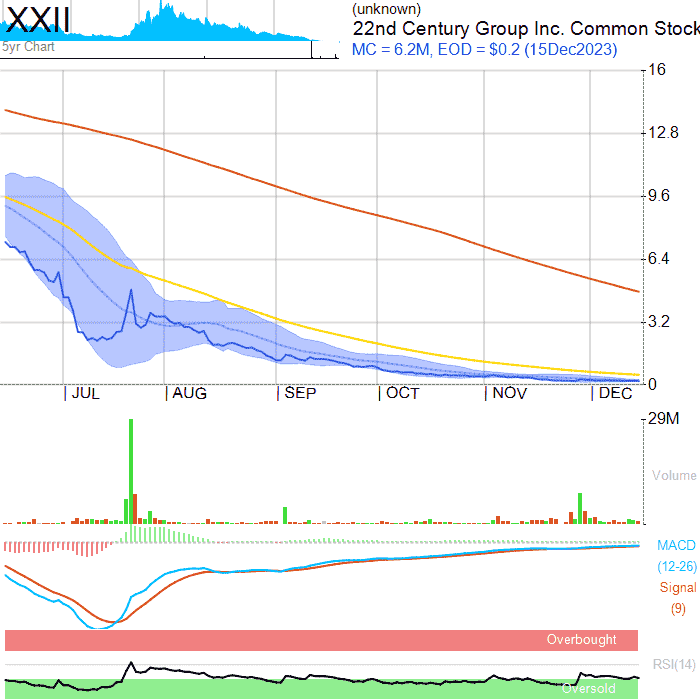 XXII
5yr Chart
(unknown)
22nd Century Group Inc. Common Stock
MC = 6.2M, EOD = $0.2 (15Dec2023)
16
12.8
9.6
6.4
3.2
0
JUL AUG SEP OCT NOV DEC
29M
Volume
MACD
(12-26)
Signal
(9)
Overbought
RSI(14)
Oversold